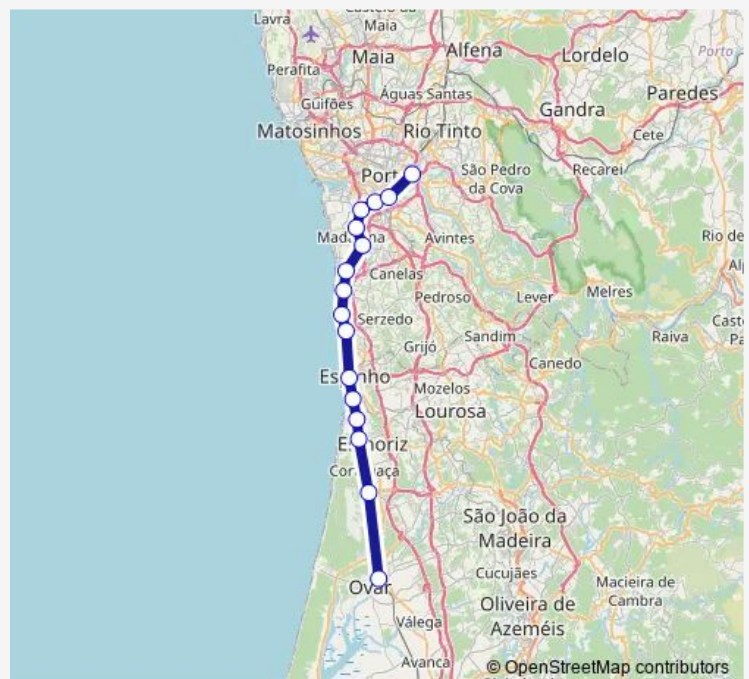 Lavra
Maia
Alfena
Lordelo
Porto
Maia
Perafita
Águas Santas
Paredes
Guifões
Gandra
Matosinhos
Rio Tinto
Cete
Recarei
São Pedro
da Cova
Rio de
Avintes
Canelas
Pedroso
Lever
Melres
Serzedo
Sandim
Raiva
Grijó
Canedo
Mozelos
Lourosa
São João da
Madeira
Cucujães
Macieira de
Cambra
Ovar
Oliveira de
Azeméis
Válega
Avanca
© OpenStreetMap contributors